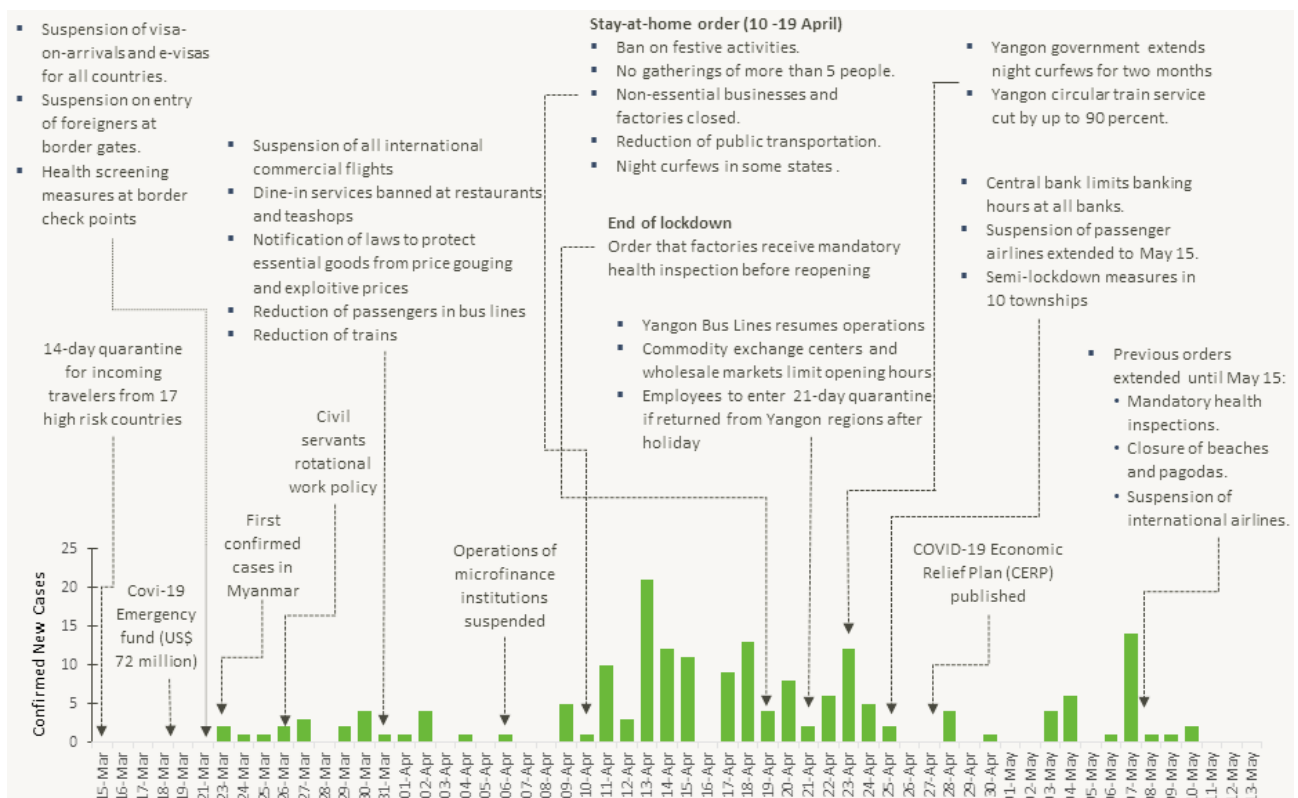 ▪ Suspension of visa-
on-arrivals and e-visas
for all countries.
▪ Suspension on entry
of foreigners at
border gates.
▪ Health screening
measures at border
check points
14-day quarantine
for incoming
travelers from 17
high risk countries
▪ Suspension of all international
commercial flights
▪ Dine-in services banned at restaurants
and teashops
▪ Notification of laws to protect
essential goods from price gouging
and exploitive prices
▪ Reduction of passengers in bus lines
▪ Reduction of trains
Civil
servants
rotational
work policy
Stay-at-home order (10 -19 April)
▪ Ban on festive activities.
▪ No gatherings of more than 5 people.
▪ Non-essential businesses and
factories closed.
▪ Reduction of public transportation.
▪ Night curfews in some states .
End of lockdown
Order that factories receive mandatory
health inspection before reopening
▪ Yangon Bus Lines resumes operations
▪ Commodity exchange centers and
wholesale markets limit opening hours
▪ Employees to enter 21-day quarantine
if returned from Yangon regions after
holiday
▪ Yangon government extends
night curfews for two months
▪ Yangon circular train service
cut by up to 90 percent.
▪ Central bank limits banking
hours at all banks.
▪ Suspension of passenger
airlines extended to May 15.
▪ Semi-lockdown measures in
10 townships
▪ Previous orders
extended until May 15:
• Mandatory health
inspections.
• Closure of beaches
and pagodas.
• Suspension of
international airlines.
First
confirmed
cases in
Myanmar
Covi-19
Emergency
fund (US$
72 million)
Operations of
microfinance
institutions
suspended
COVID-19 Economic
Relief Plan (CERP)
published
Confirmed New Cases
25
20
15
10
5
0
15-Mar
16-Mar
17-Mar
18-Mar
19-Mar
21-Mar
23-Mar
24-Mar
25-Mar
26-Mar
27-Mar
28-Mar
29-Mar
30-Mar
31-Mar
01-Apr
02-Apr
03-Apr
04-Apr
05-Apr
06-Apr
07-Apr
08-Apr
09-Apr
10-Apr
11-Apr
12-Apr
13-Apr
14-Apr
15-Apr
16-Apr
17-Apr
18-Apr
19-Apr
20-Apr
21-Apr
22-Apr
23-Apr
24-Apr
25-Apr
26-Apr
27-Apr
28-Apr
29-Apr
30-Apr
01-May
02-May
03-May
04-May
05-May
06-May
07-May
08-May
09-May
10-May
11-May
12-May
13-May